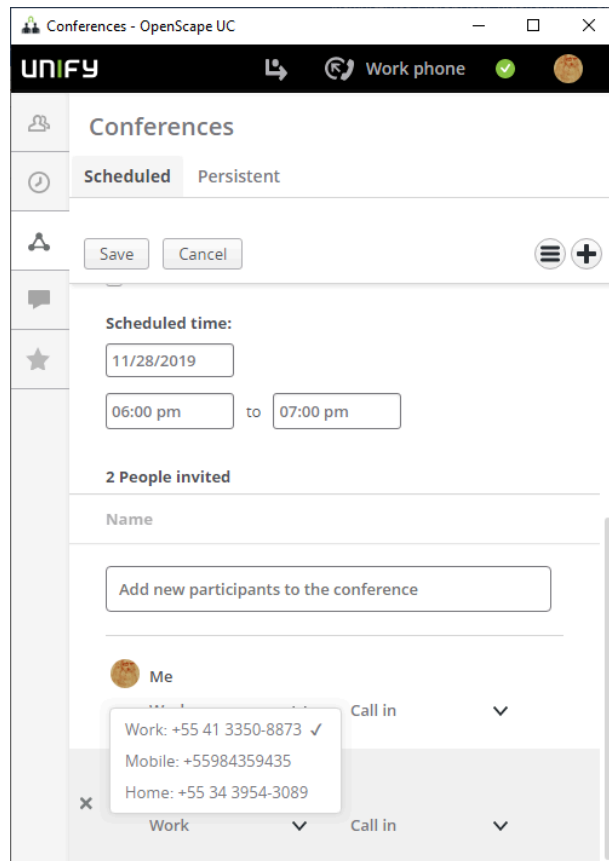 Conferences - OpenScape UC
UNIFY
Work phone
Conferences
Scheduled Persistent
Save Cancel
Scheduled time:
11/28/2019
06:00 pm to 07:00 pm
2 People invited
Name
Add new participants to the conference
Me
Call in
Work: +55 41 3350-8873 ✓
Mobile: +55984359435
Home: +55 34 3954-3089
Work Call in